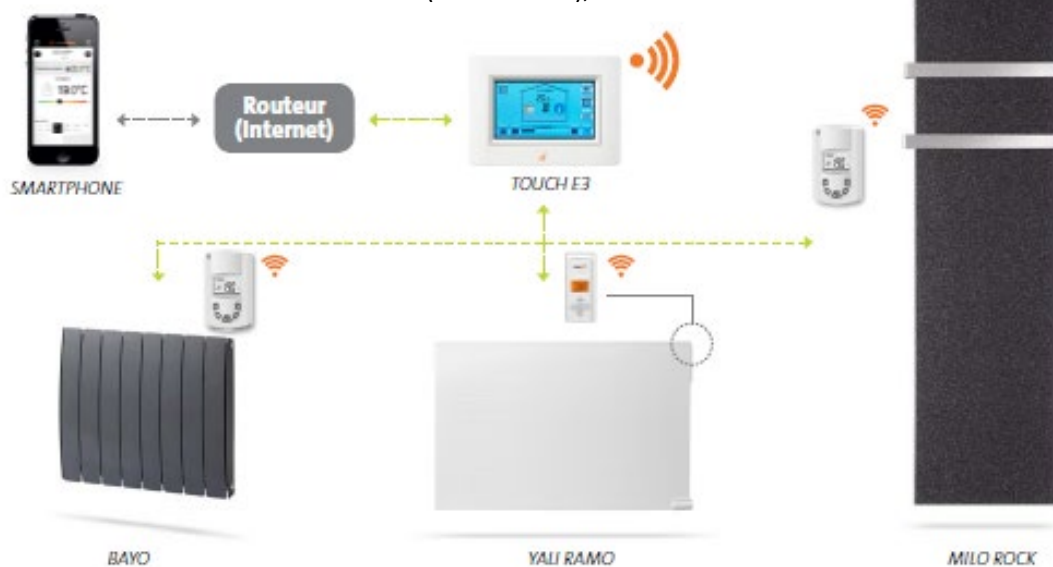 Routeur
(Internet)
SMARTPHONE
TOUCH E3
BAYO
YALI RAMO
MILO ROCK